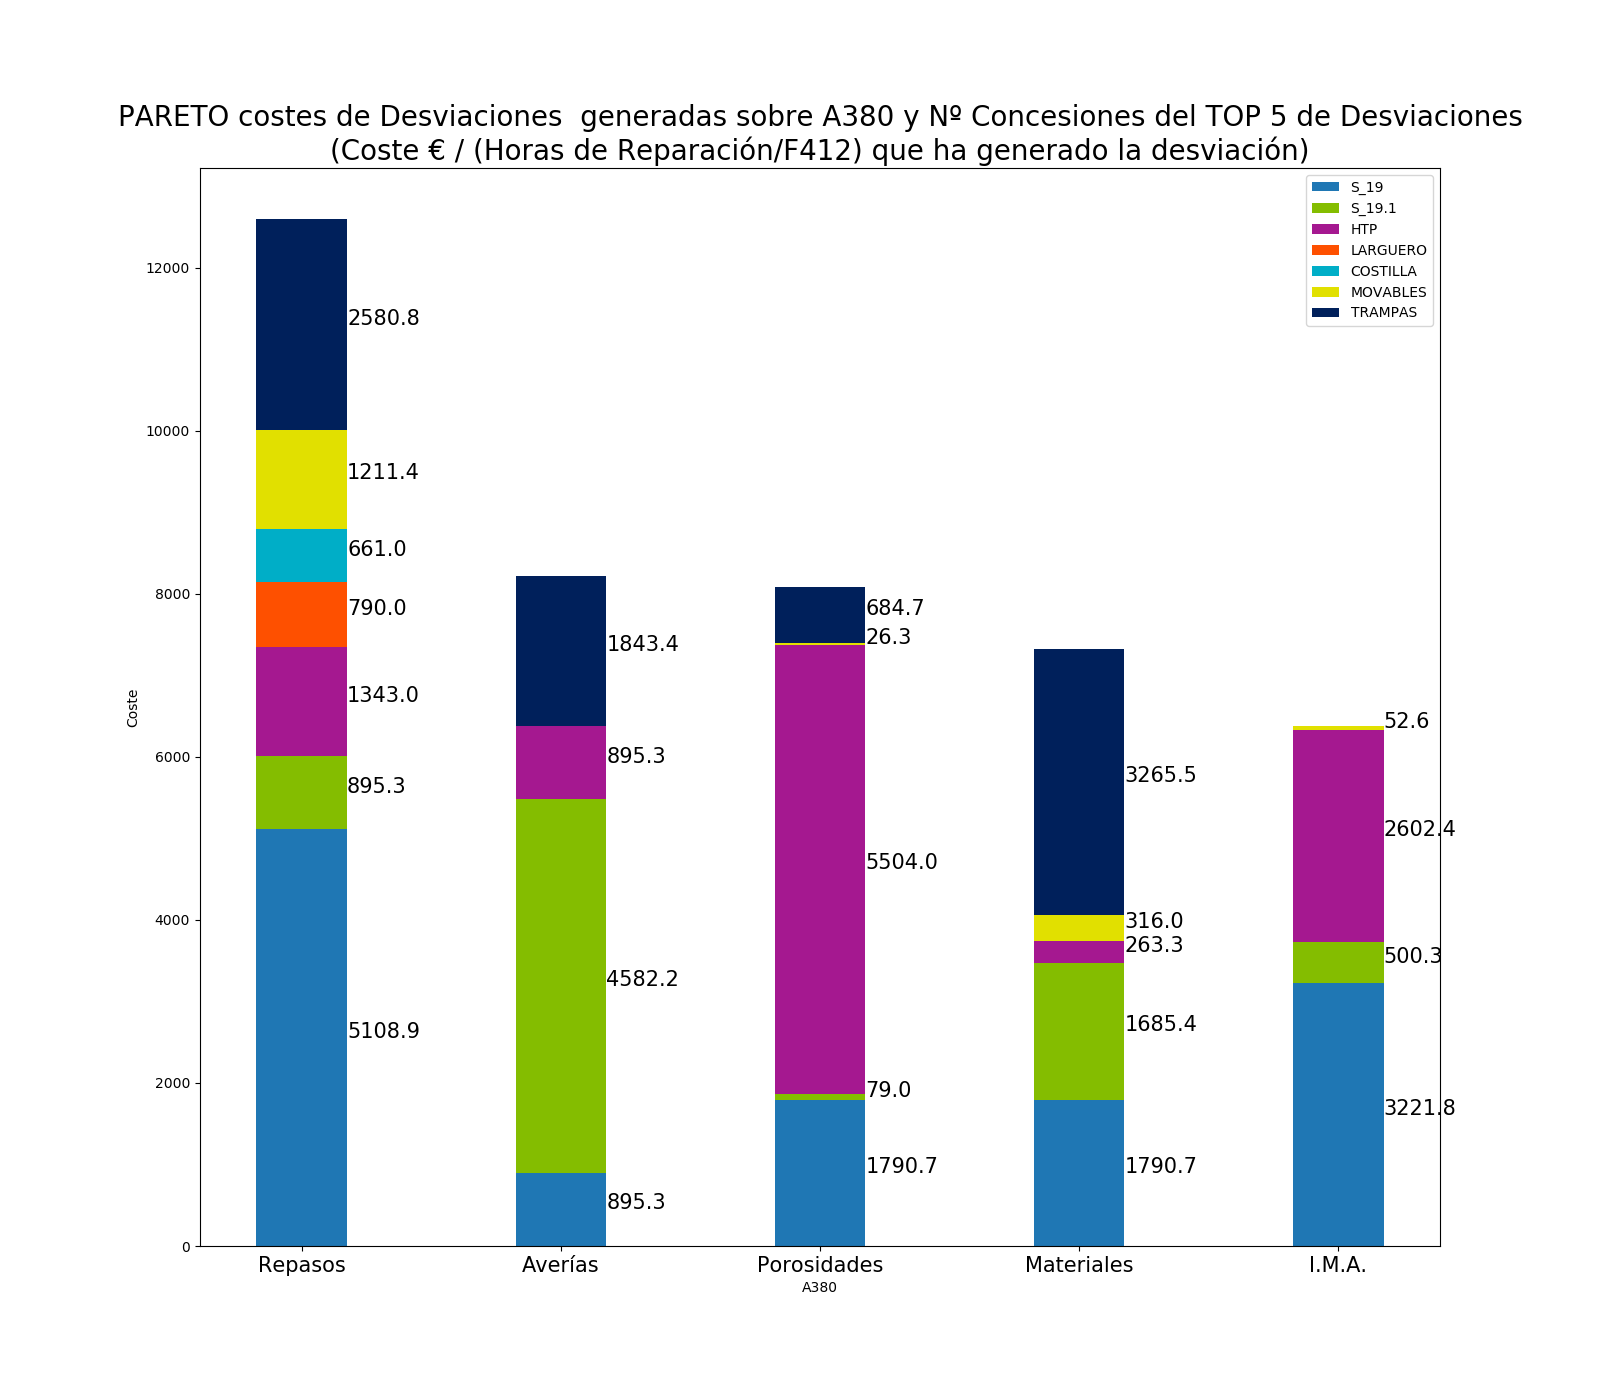 PARETO costes de Desviaciones  generadas sobre A380 y Nº Concesiones del TOP 5 de Desviaciones
(Coste € / (Horas de Reparación/F412) que ha generado la desviación)
S_19
S_19.1
HTP
LARGUERO
COSTILLA
MOVABLES
TRAMPAS
Coste
12000
10000
8000
6000
4000
2000
0
2580.8
1211.4
661.0
790.0
1343.0
895.3
5108.9
1843.4
895.3
4582.2
895.3
684.7
26.3
5504.0
79.0
1790.7
3265.5
316.0
263.3
1685.4
1790.7
52.6
2602.4
500.3
3221.8
Repasos
Averías
Porosidades
Materiales
I.M.A.
A380